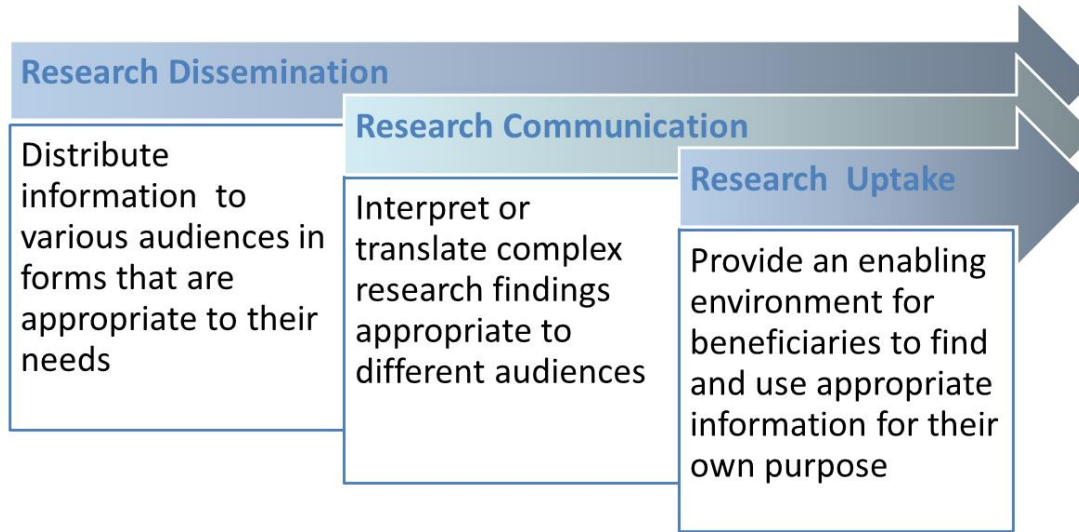 Research Dissemination
Distribute
information  to
various audiences in
forms that are
appropriate to their
needs
Research Communication
Interpret or
translate complex
research findings
appropriate to
different audiences
Research  Uptake
Provide an enabling
environment for
beneficiaries to find
and use appropriate
information for their
own purpose